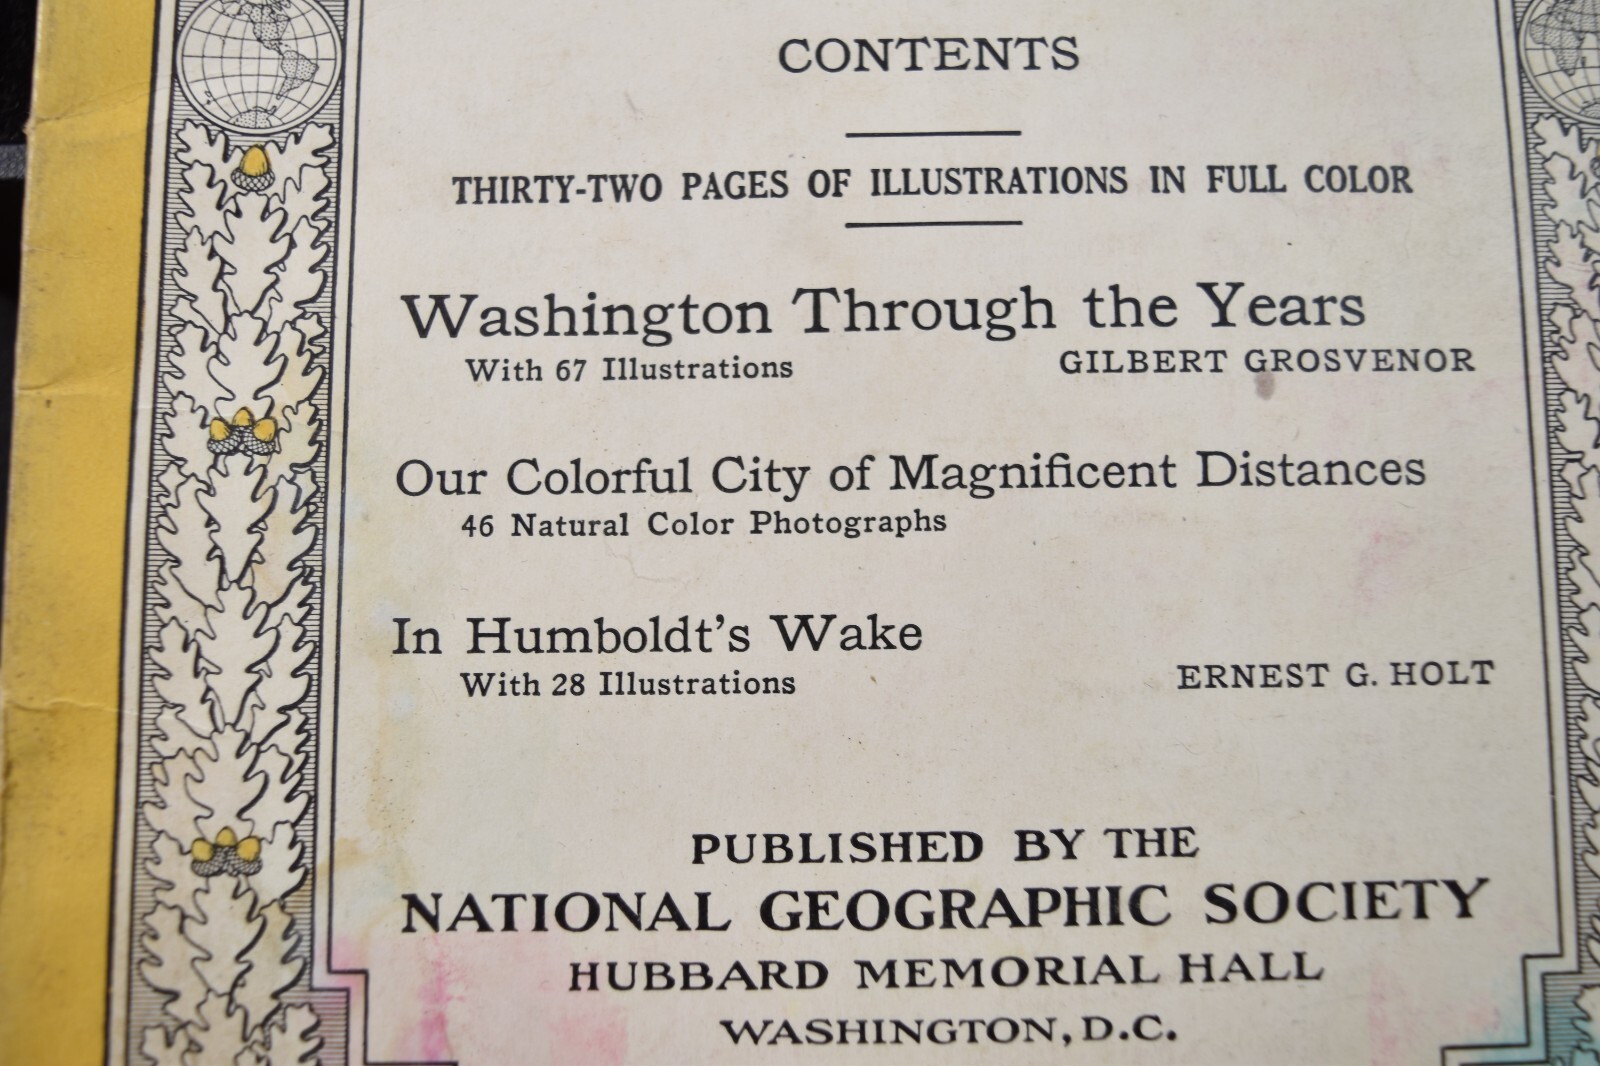 CONTENTS
THIRTY-TWO PAGES OF ILLUSTRATIONS IN FULL COLOR
Washington Through the Years
With 67 Illustrations GILBERT GROSVENOR
Our Colorful City of Magnificent Distances
46 Natural Color Photographs
In Humboldt's Wake
With 28 Illustrations ERNEST G. HOLT
PUBLISHED BY THE
NATIONAL GEOGRAPHIC SOCIETY
HUBBARD MEMORIAL HALL
WASHINGTON, D.C.